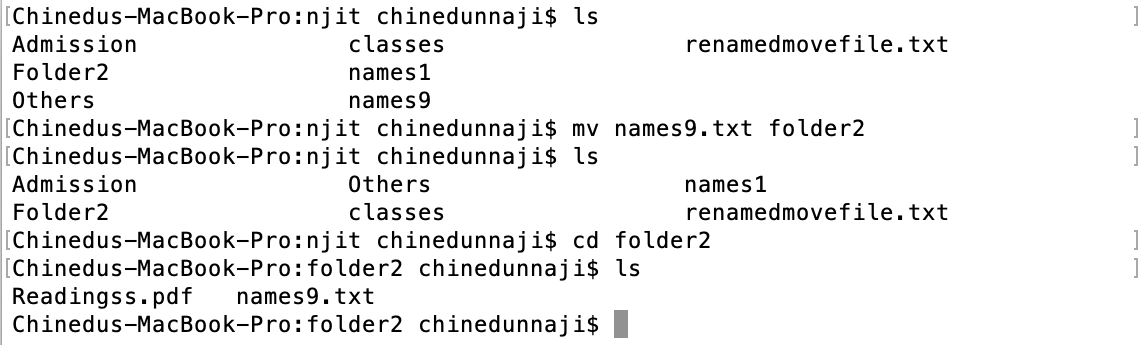 [Chinedus-MacBook-Pro:njit chinedunnaji$ ls ]
Admission classes renamedmovefile.txt
Folder2 names1
Others names9
[Chinedus-MacBook-Pro:njit chinedunnaji$ mv names9.txt folder2 ]
[Chinedus-MacBook-Pro:njit chinedunnaji$ ls ]
Admission Others names1
Folder2 classes renamedmovefile.txt
[Chinedus-MacBook-Pro:njit chinedunnaji$ cd folder2 ]
[Chinedus-MacBook-Pro:folder2 chinedunnaji$ ls ]
Readingss.pdf names9.txt
Chinedus-MacBook-Pro:folder2 chinedunnaji$